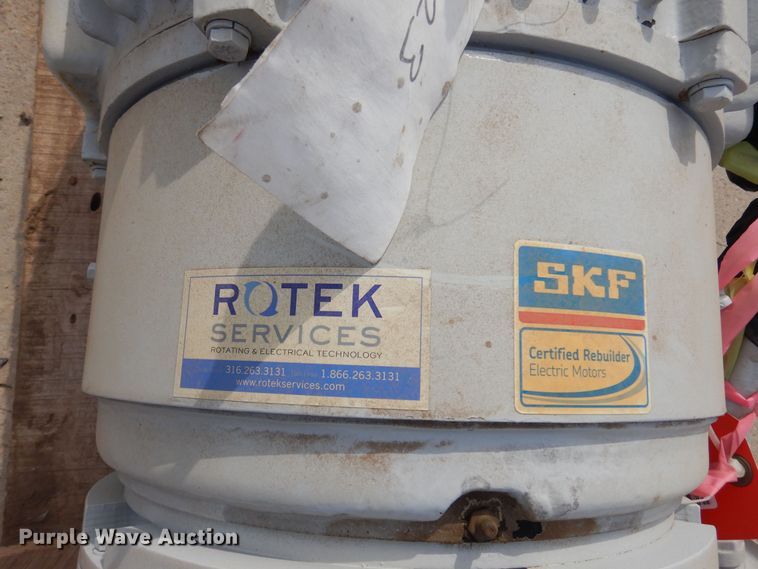 23
ROTEK
SERVICES
ROTATING & ELECTRICAL TECHNOLOGY
316.263.3131 1.866.263.3131
www.rotekservices.com
SKF
Certified Rebuilder
Electric Motors
Purple Wave Auction